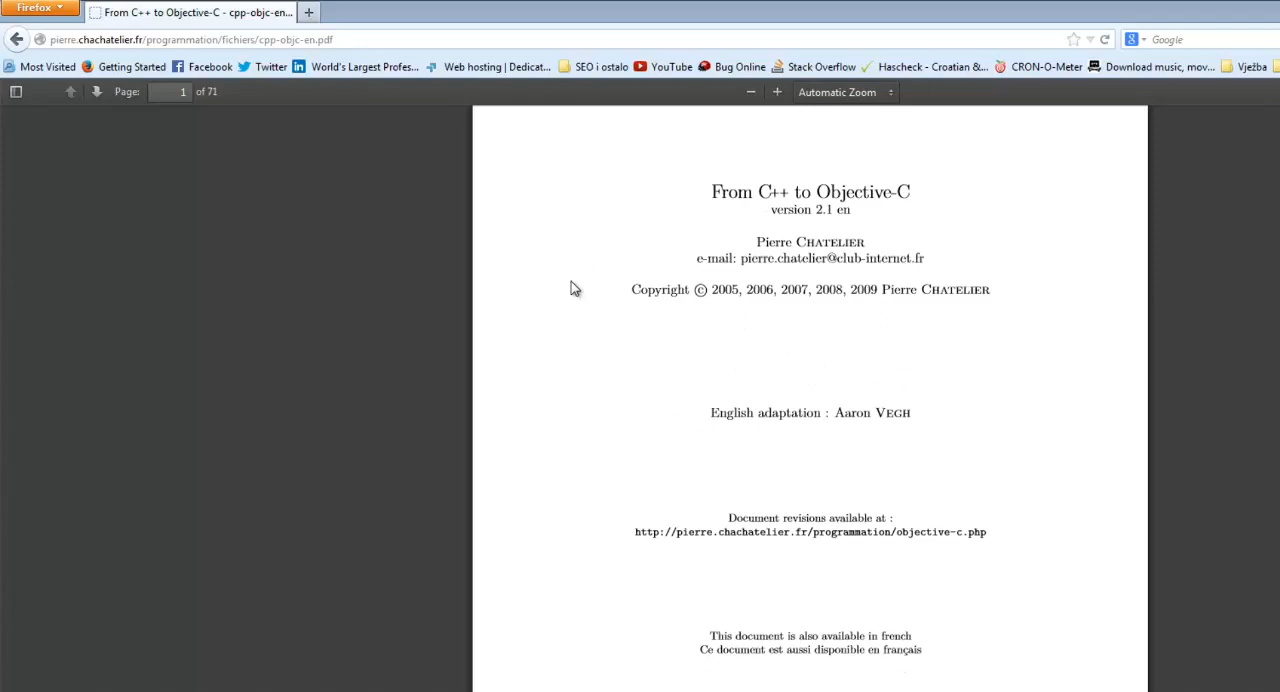 Firefox
From C++ to Objective-C - cpp-objc-en...
pierre.chachatelier.fr/programmation/fichiers/cpp-objc-en.pdf
Google
Most Visited Getting Started Facebook Twitter World's Largest Profes... Web hosting | Dedicat... SEO i ostalo YouTube Bug Online Stack Overflow Hascheck - Croatian &... CRON-O-Meter Download music, mov... Vježba
Page: 1 of 71 Automatic Zoom
From C++ to Objective-C
version 2.1 en
Pierre CHATELIER
e-mail: pierre.chatelier@club-internet.fr
Copyright © 2005, 2006, 2007, 2008, 2009 Pierre CHATELIER
English adaptation : Aaron VEGH
Document revisions available at :
http://pierre.chachatelier.fr/programmation/objective-c.php
This document is also available in french
Ce document est aussi disponible en français